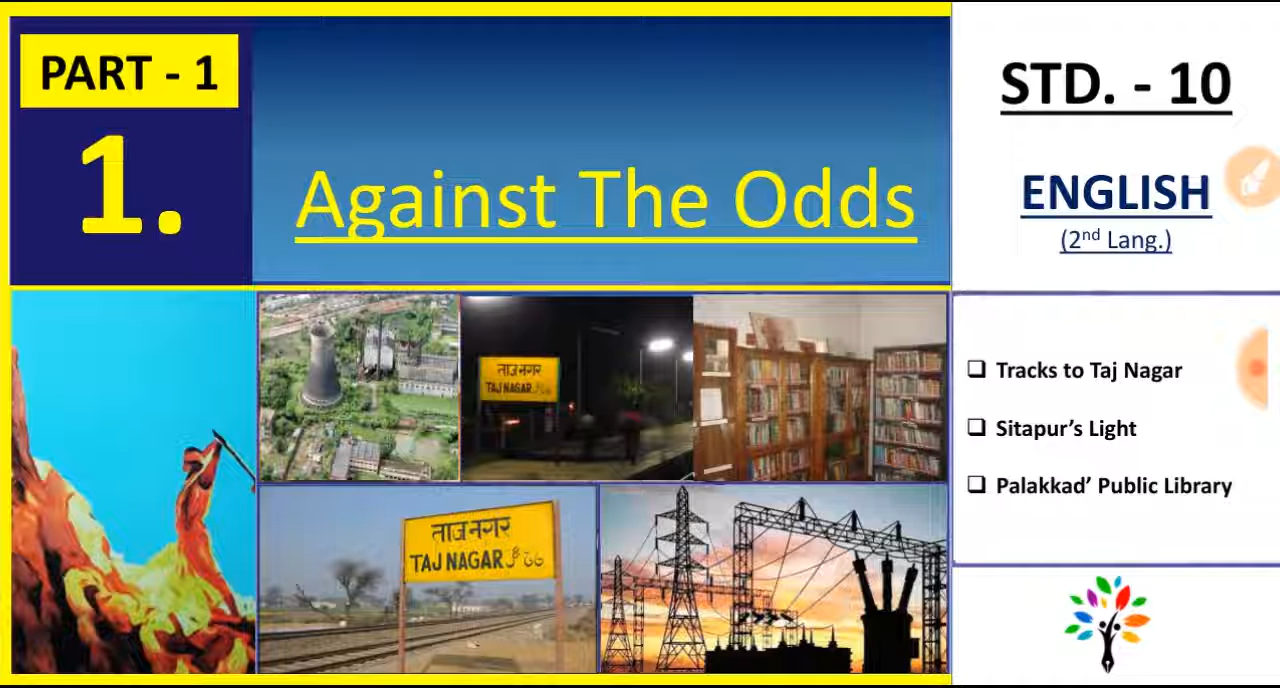 PART - 1
1.
Against The Odds
STD. - 10
ENGLISH
(2nd Lang.)
Tracks to Taj Nagar
Sitapur's Light
Palakkad' Public Library
ताजनगर
TAJ NAGAR
ताजनगर
TAJ NAGAR